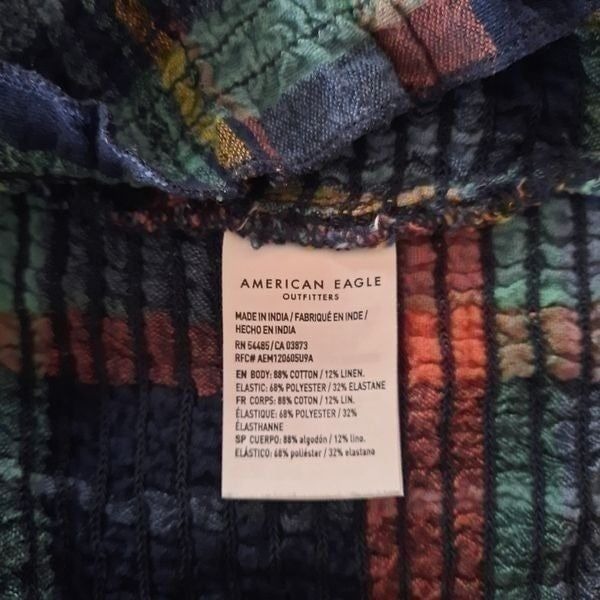 AMERICAN EAGLE
OUTFITTERS
MADE IN INDIA / FABRIQUÉ EN INDE /
HECHO EN INDIA
RN 54485 / CA 03873
RFC# AEM120605U9A
EN BODY: 88% COTTON / 12% LINEN.
ELASTIC: 68% POLYESTER / 32% ELASTANE
FR CORPS: 88% COTON / 12% LIN.
ÉLASTIQUE: 68% POLYESTER / 32%
ÉLASTHANNE
SP CUERPO: 88% algodón / 12% lino.
ELÁSTICO: 68% poliéster / 32% elastano